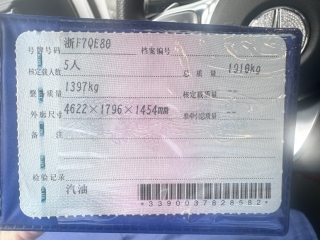 号牌号码 浙F7QE80 档案编号
核定载人数 5人 总质量 1910kg
整备质量 1397kg 核定载质量 --
外廓尺寸 4622×1796×1454mm 准牵引总质量 --
备注
检验记录 汽油
*3390037828582*